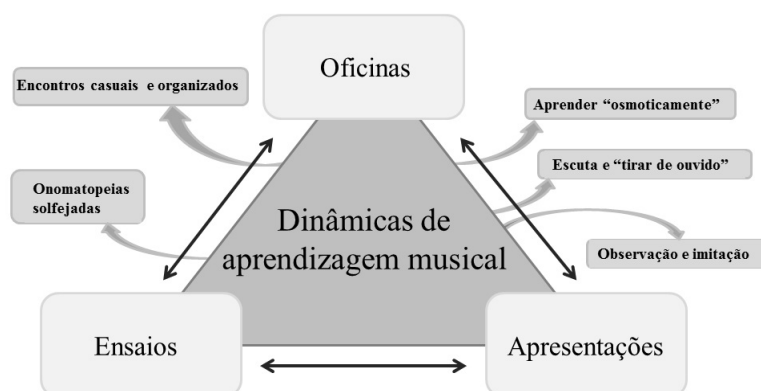 Oficinas
Encontros casuais e organizados
Aprender “osmoticamente”
Escuta e “tirar de ouvido”
Onomatopeias
solfejadas
Dinâmicas de
aprendizagem musical
Observação e imitação
Ensaios
Apresentações